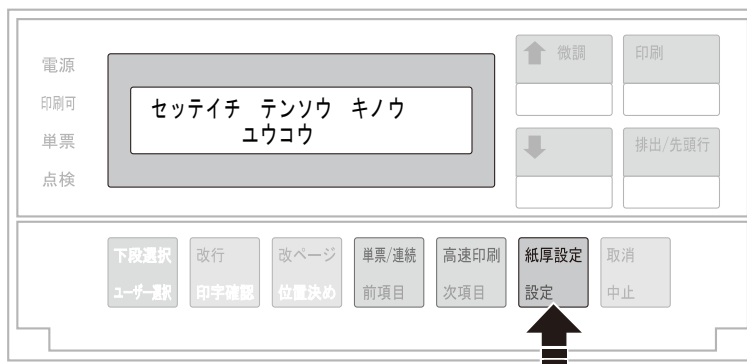 電源
印刷可
単票
点検
セッテイチ テンソウ キノウ
ユウコウ
微調
印刷
排出/先頭行
下段選択
ユーザー選択
改行
印字確認
改ページ
位置決め
単票/連続
前項目
高速印刷
次項目
紙厚設定
設定
取消
中止